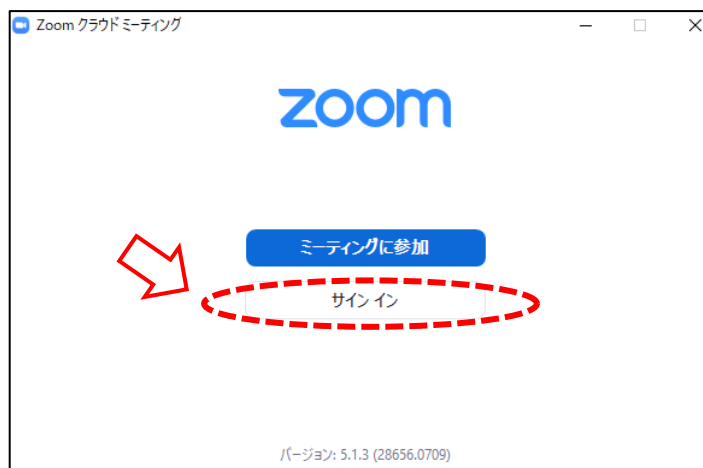 Zoom クラウド ミーティング
zoom
ミーティングに参加
サイン イン
バージョン: 5.1.3 (28656.0709)